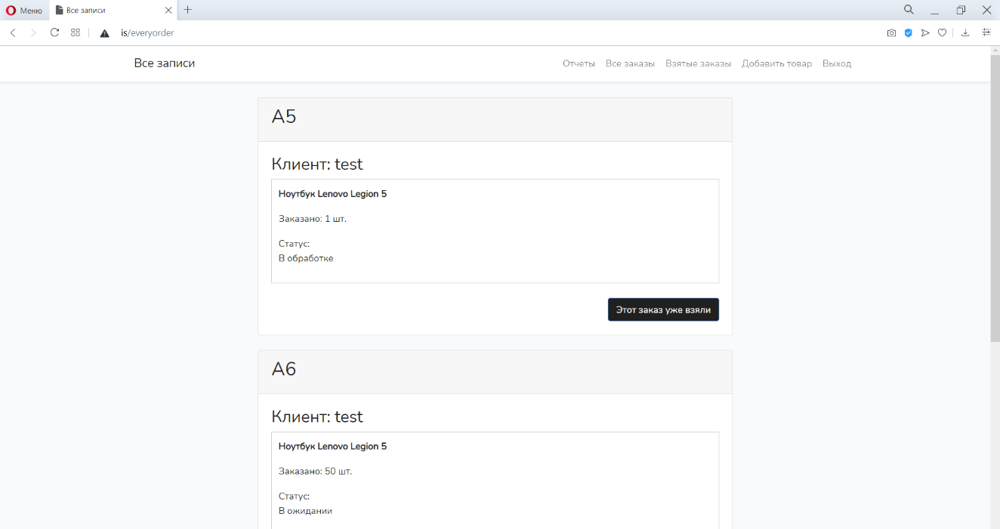 Меню
Все записи
is/everyorder
Все записи
Отчеты Все заказы Взятые заказы Добавить товар Выход
А5
Клиент: test
Ноутбук Lenovo Legion 5
Заказано: 1 шт.
Статус:
В обработке
Этот заказ уже взяли
А6
Клиент: test
Ноутбук Lenovo Legion 5
Заказано: 50 шт.
Статус:
В ожидании